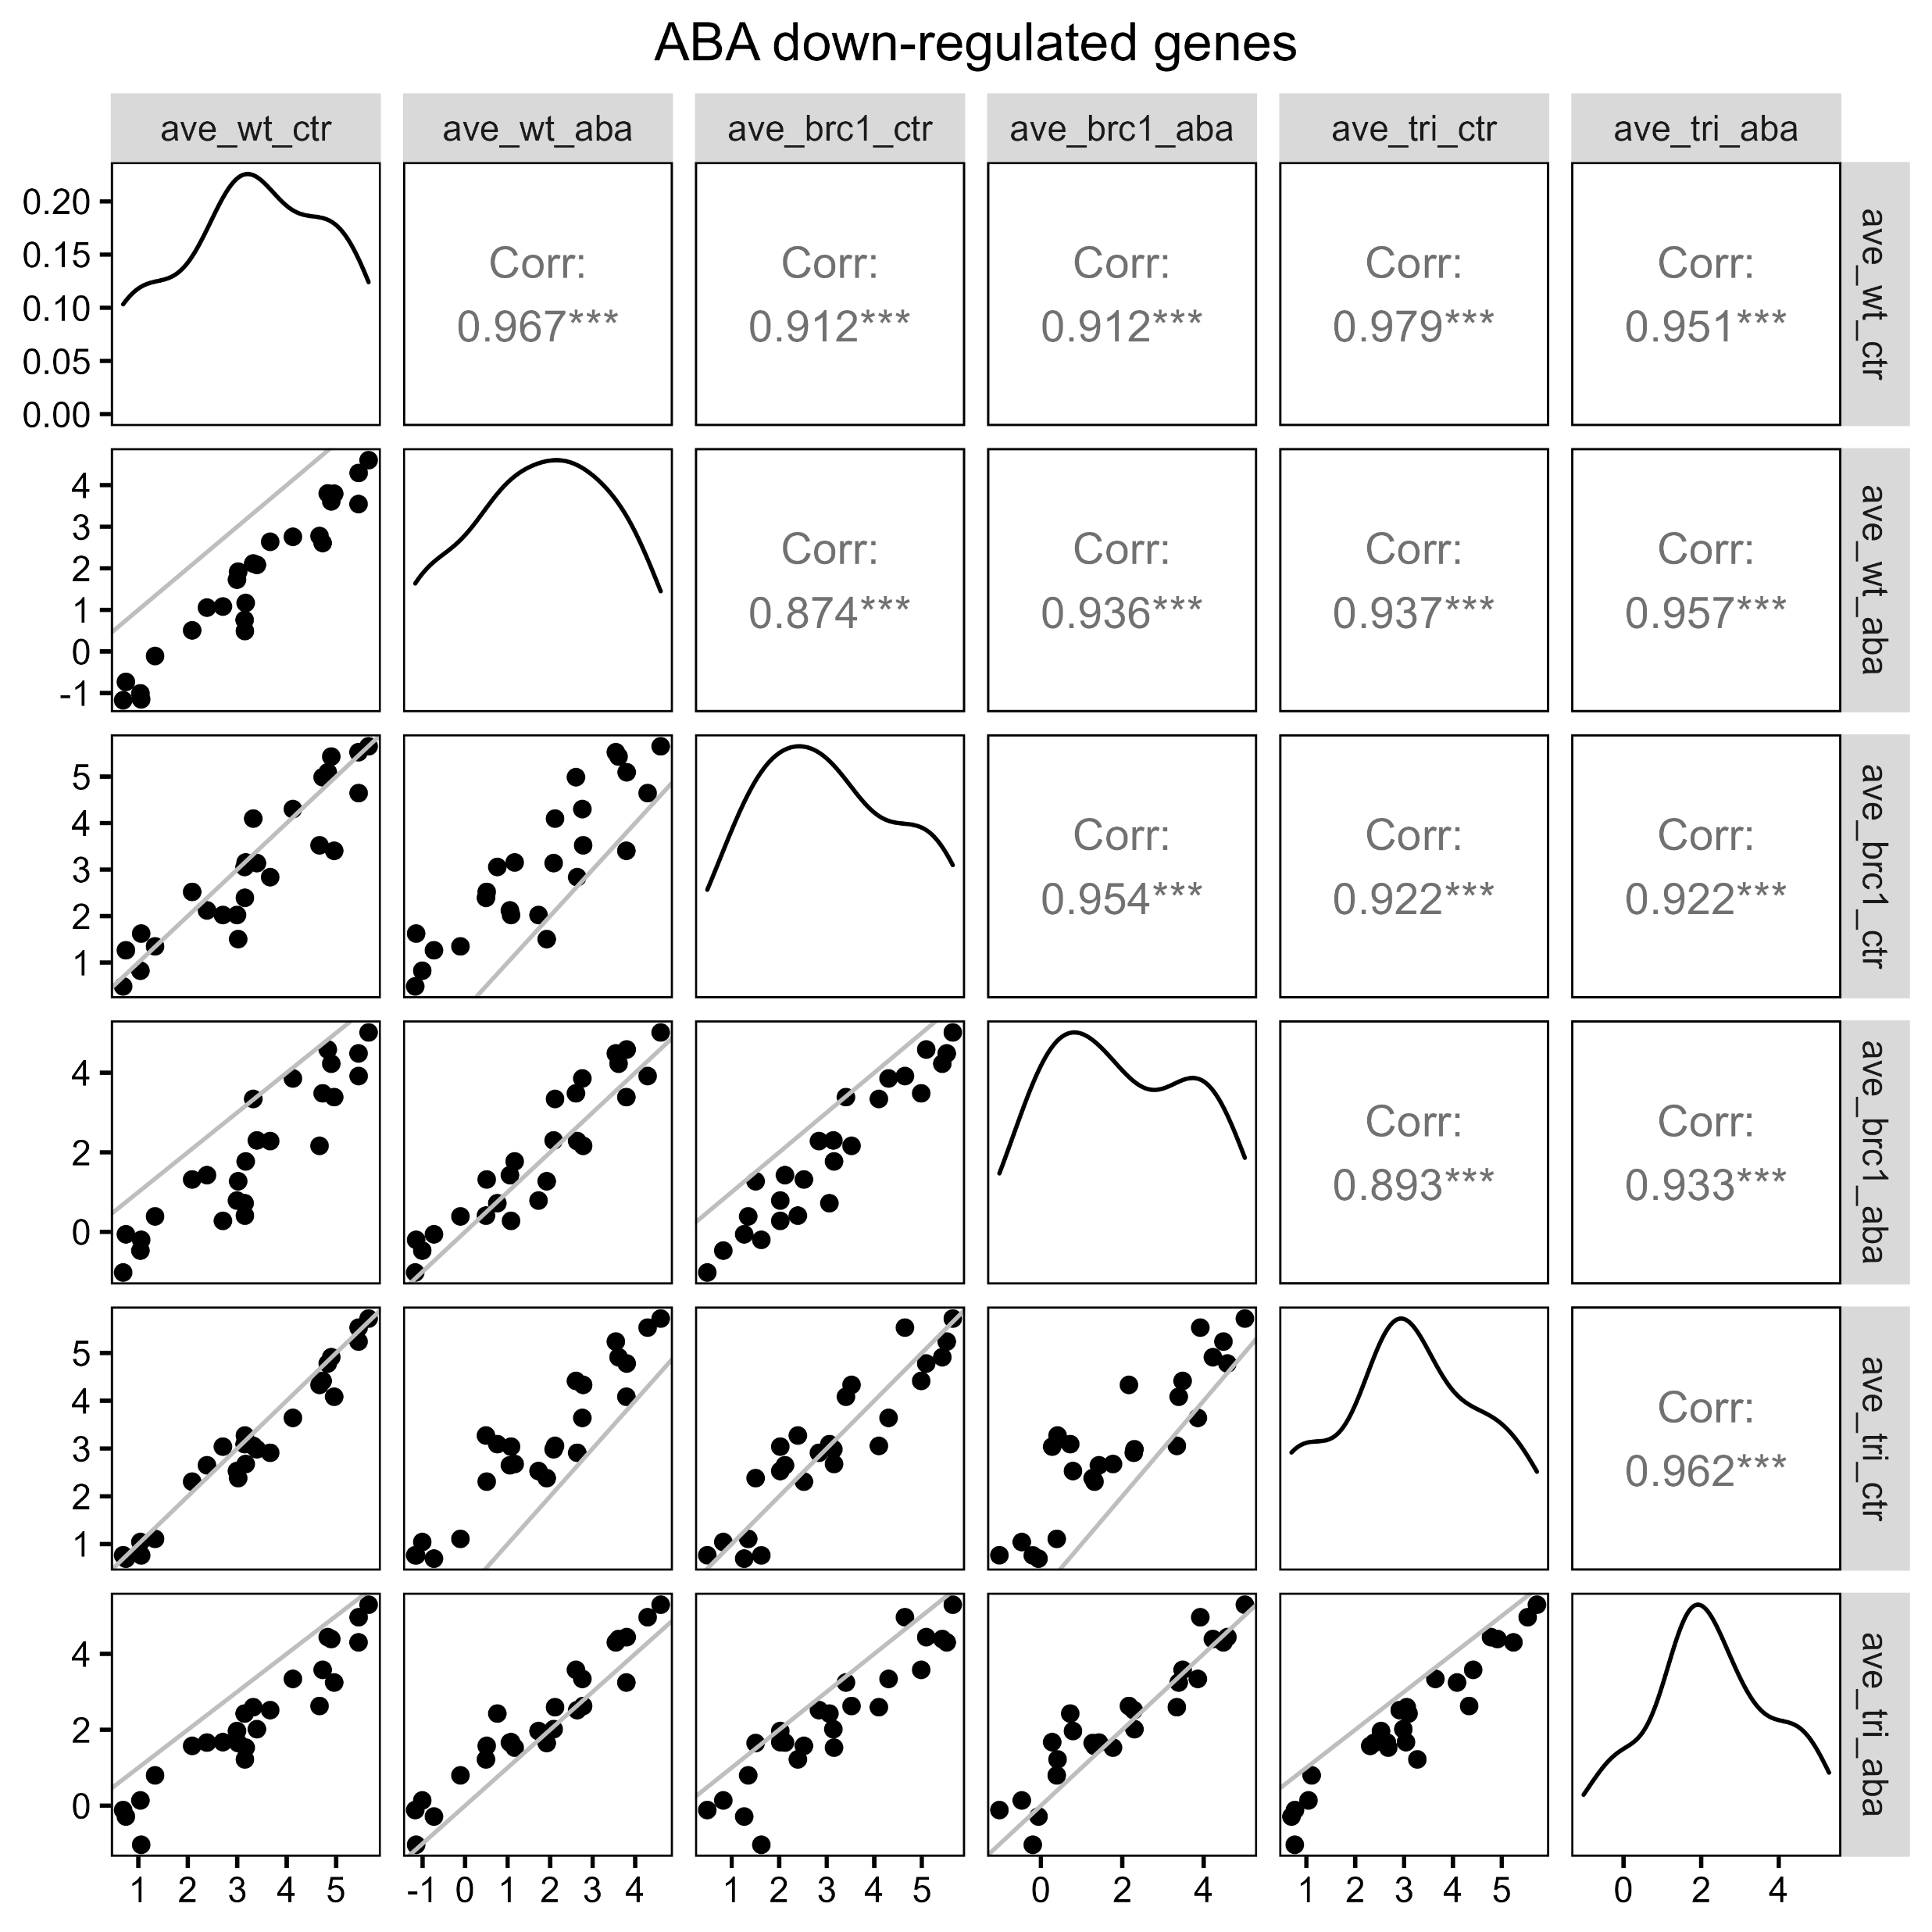 ABA down-regulated genes
ave_wt_ctr ave_wt_aba ave_brc1_ctr ave_brc1_aba ave_tri_ctr ave_tri_aba
0.20
0.15
0.10
0.05
0.00
Corr:
0.967***
Corr:
0.912***
Corr:
0.912***
Corr:
0.979***
Corr:
0.951***
ave_wt_ctr
4
3
2
1
0
-1
Corr:
0.874***
Corr:
0.936***
Corr:
0.937***
Corr:
0.957***
ave_wt_aba
5
4
3
2
1
Corr:
0.954***
Corr:
0.922***
Corr:
0.922***
ave_brc1_ctr
4
2
0
Corr:
0.893***
Corr:
0.933***
ave_brc1_aba
5
4
3
2
1
Corr:
0.962***
ave_tri_ctr
4
2
0
ave_tri_aba
1 2 3 4 5 -1 0 1 2 3 4 1 2 3 4 5 0 2 4 1 2 3 4 5 0 2 4